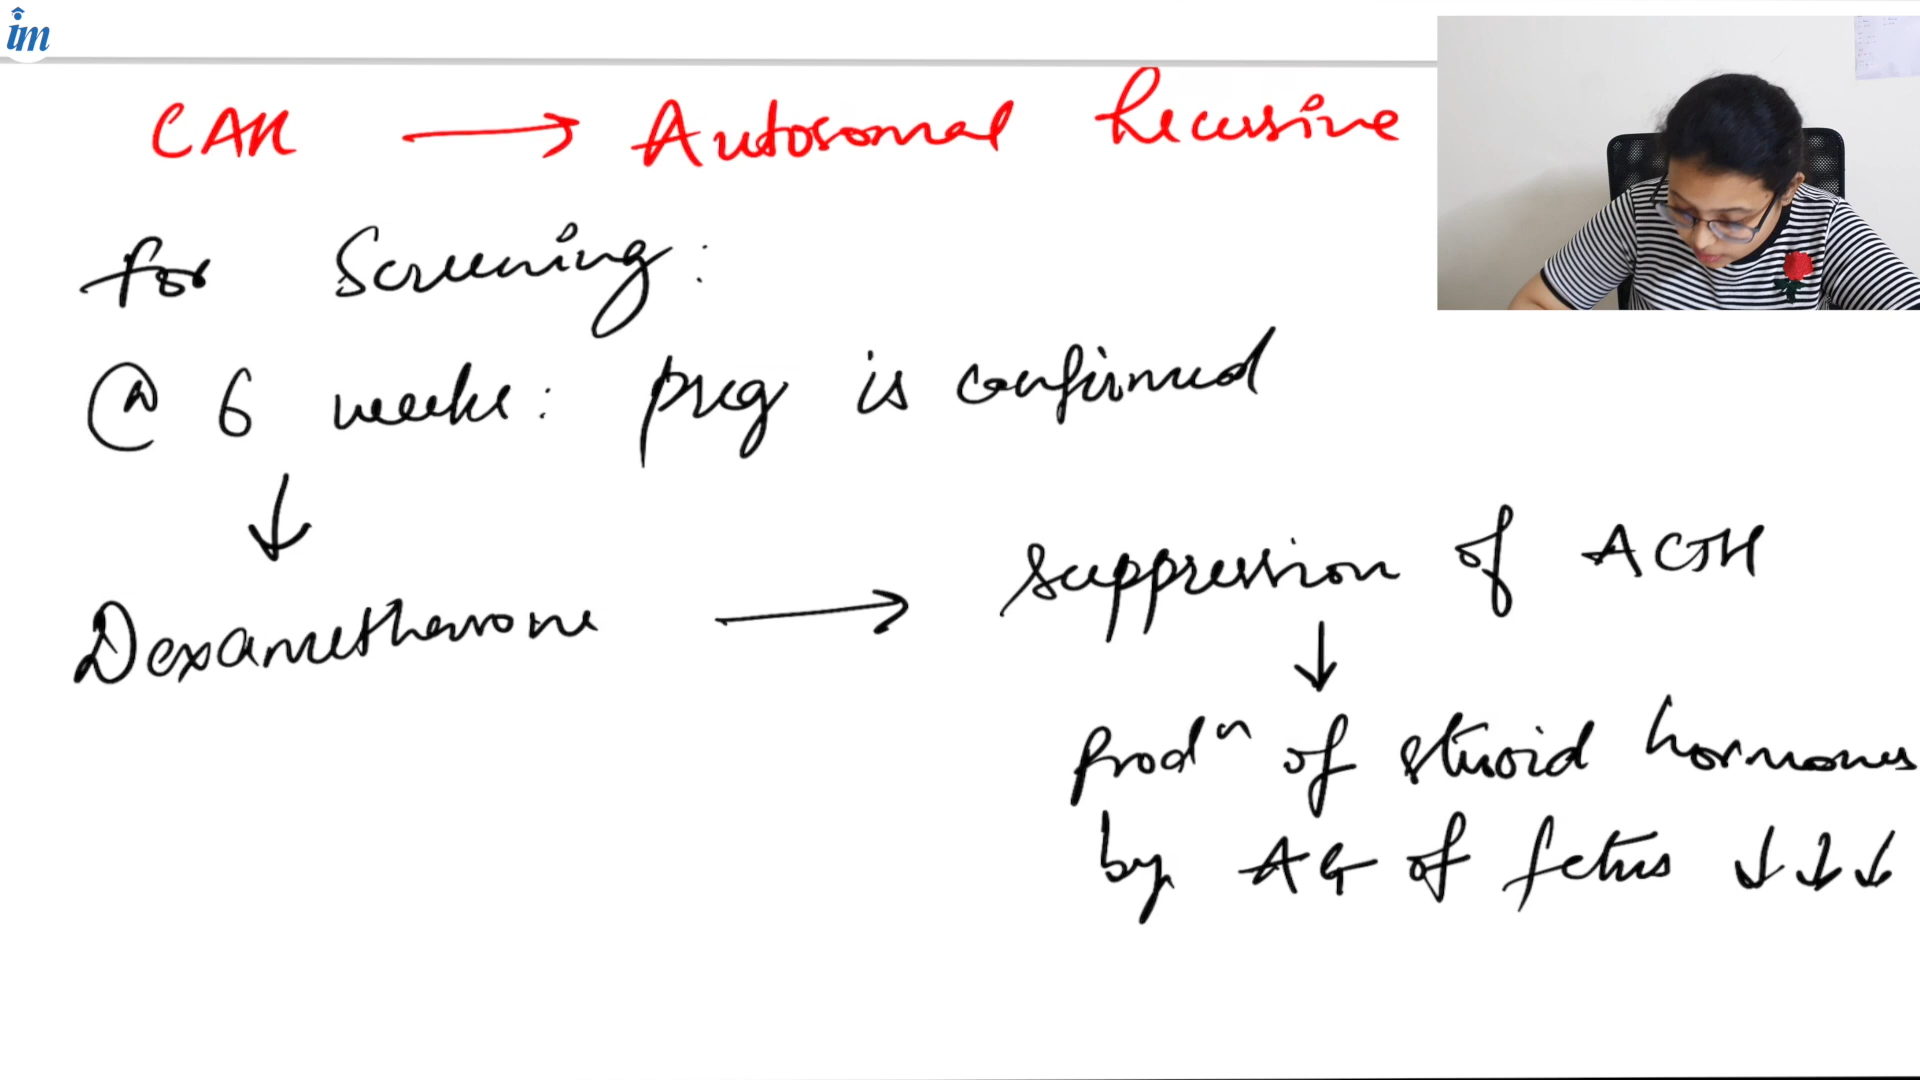 im
CAH → Autosomal Recessive
for Screening:
@ 6 weeks: preg is confirmed
↓
Dexamethasone → suppression of ACTH
↓
Prodⁿ of steroid hormones
by AG of fetus ↓↓↓